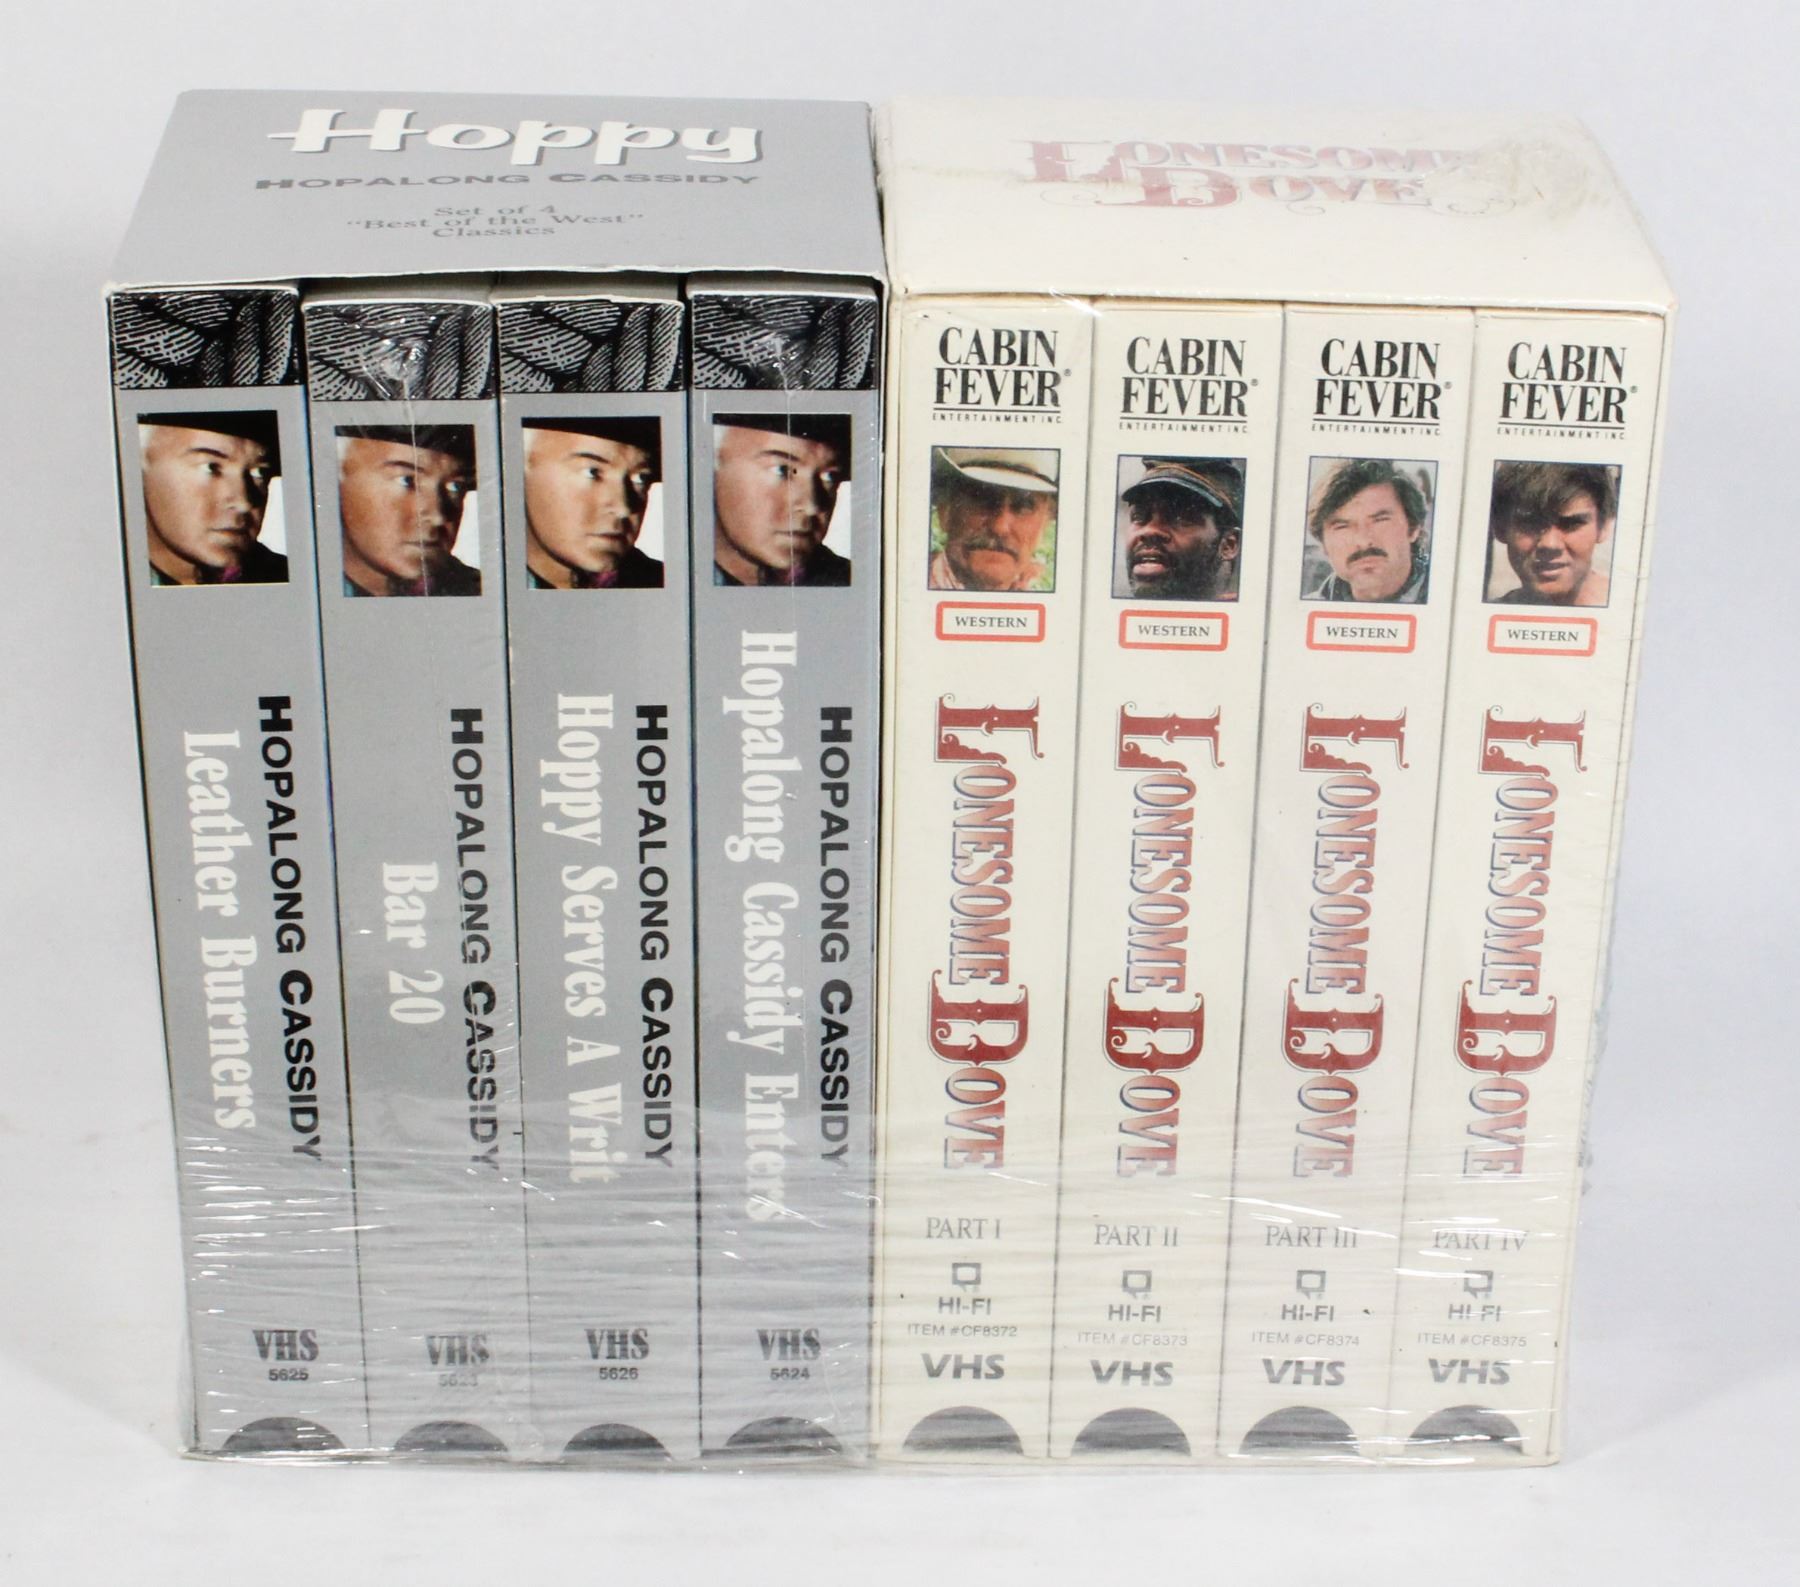 Hoppy
HOPALONG CASSIDY
Set of 4
"Best of the West"
Classics
HOPALONG CASSIDY
Leather Burners
VHS
5625
HOPALONG CASSIDY
Bar 20
VHS
HOPALONG CASSIDY
Hoppy Serves A Writ
VHS
5626
HOPALONG CASSIDY
Hopalong Cassidy Enters
VHS
5624
LONESOME
DOVE
CABIN
FEVER®
ENTERTAINMENT INC.
WESTERN
LONESOME DOVE
PART I
HI-FI
ITEM #CF8372
VHS
CABIN
FEVER®
ENTERTAINMENT INC.
WESTERN
LONESOME DOVE
PART II
HI-FI
ITEM #CF8373
VHS
CABIN
FEVER®
ENTERTAINMENT INC.
WESTERN
LONESOME DOVE
PART III
HI-FI
ITEM #CF8374
VHS
CABIN
FEVER®
ENTERTAINMENT INC.
WESTERN
LONESOME DOVE
PART IV
HI-FI
ITEM #CF8375
VHS